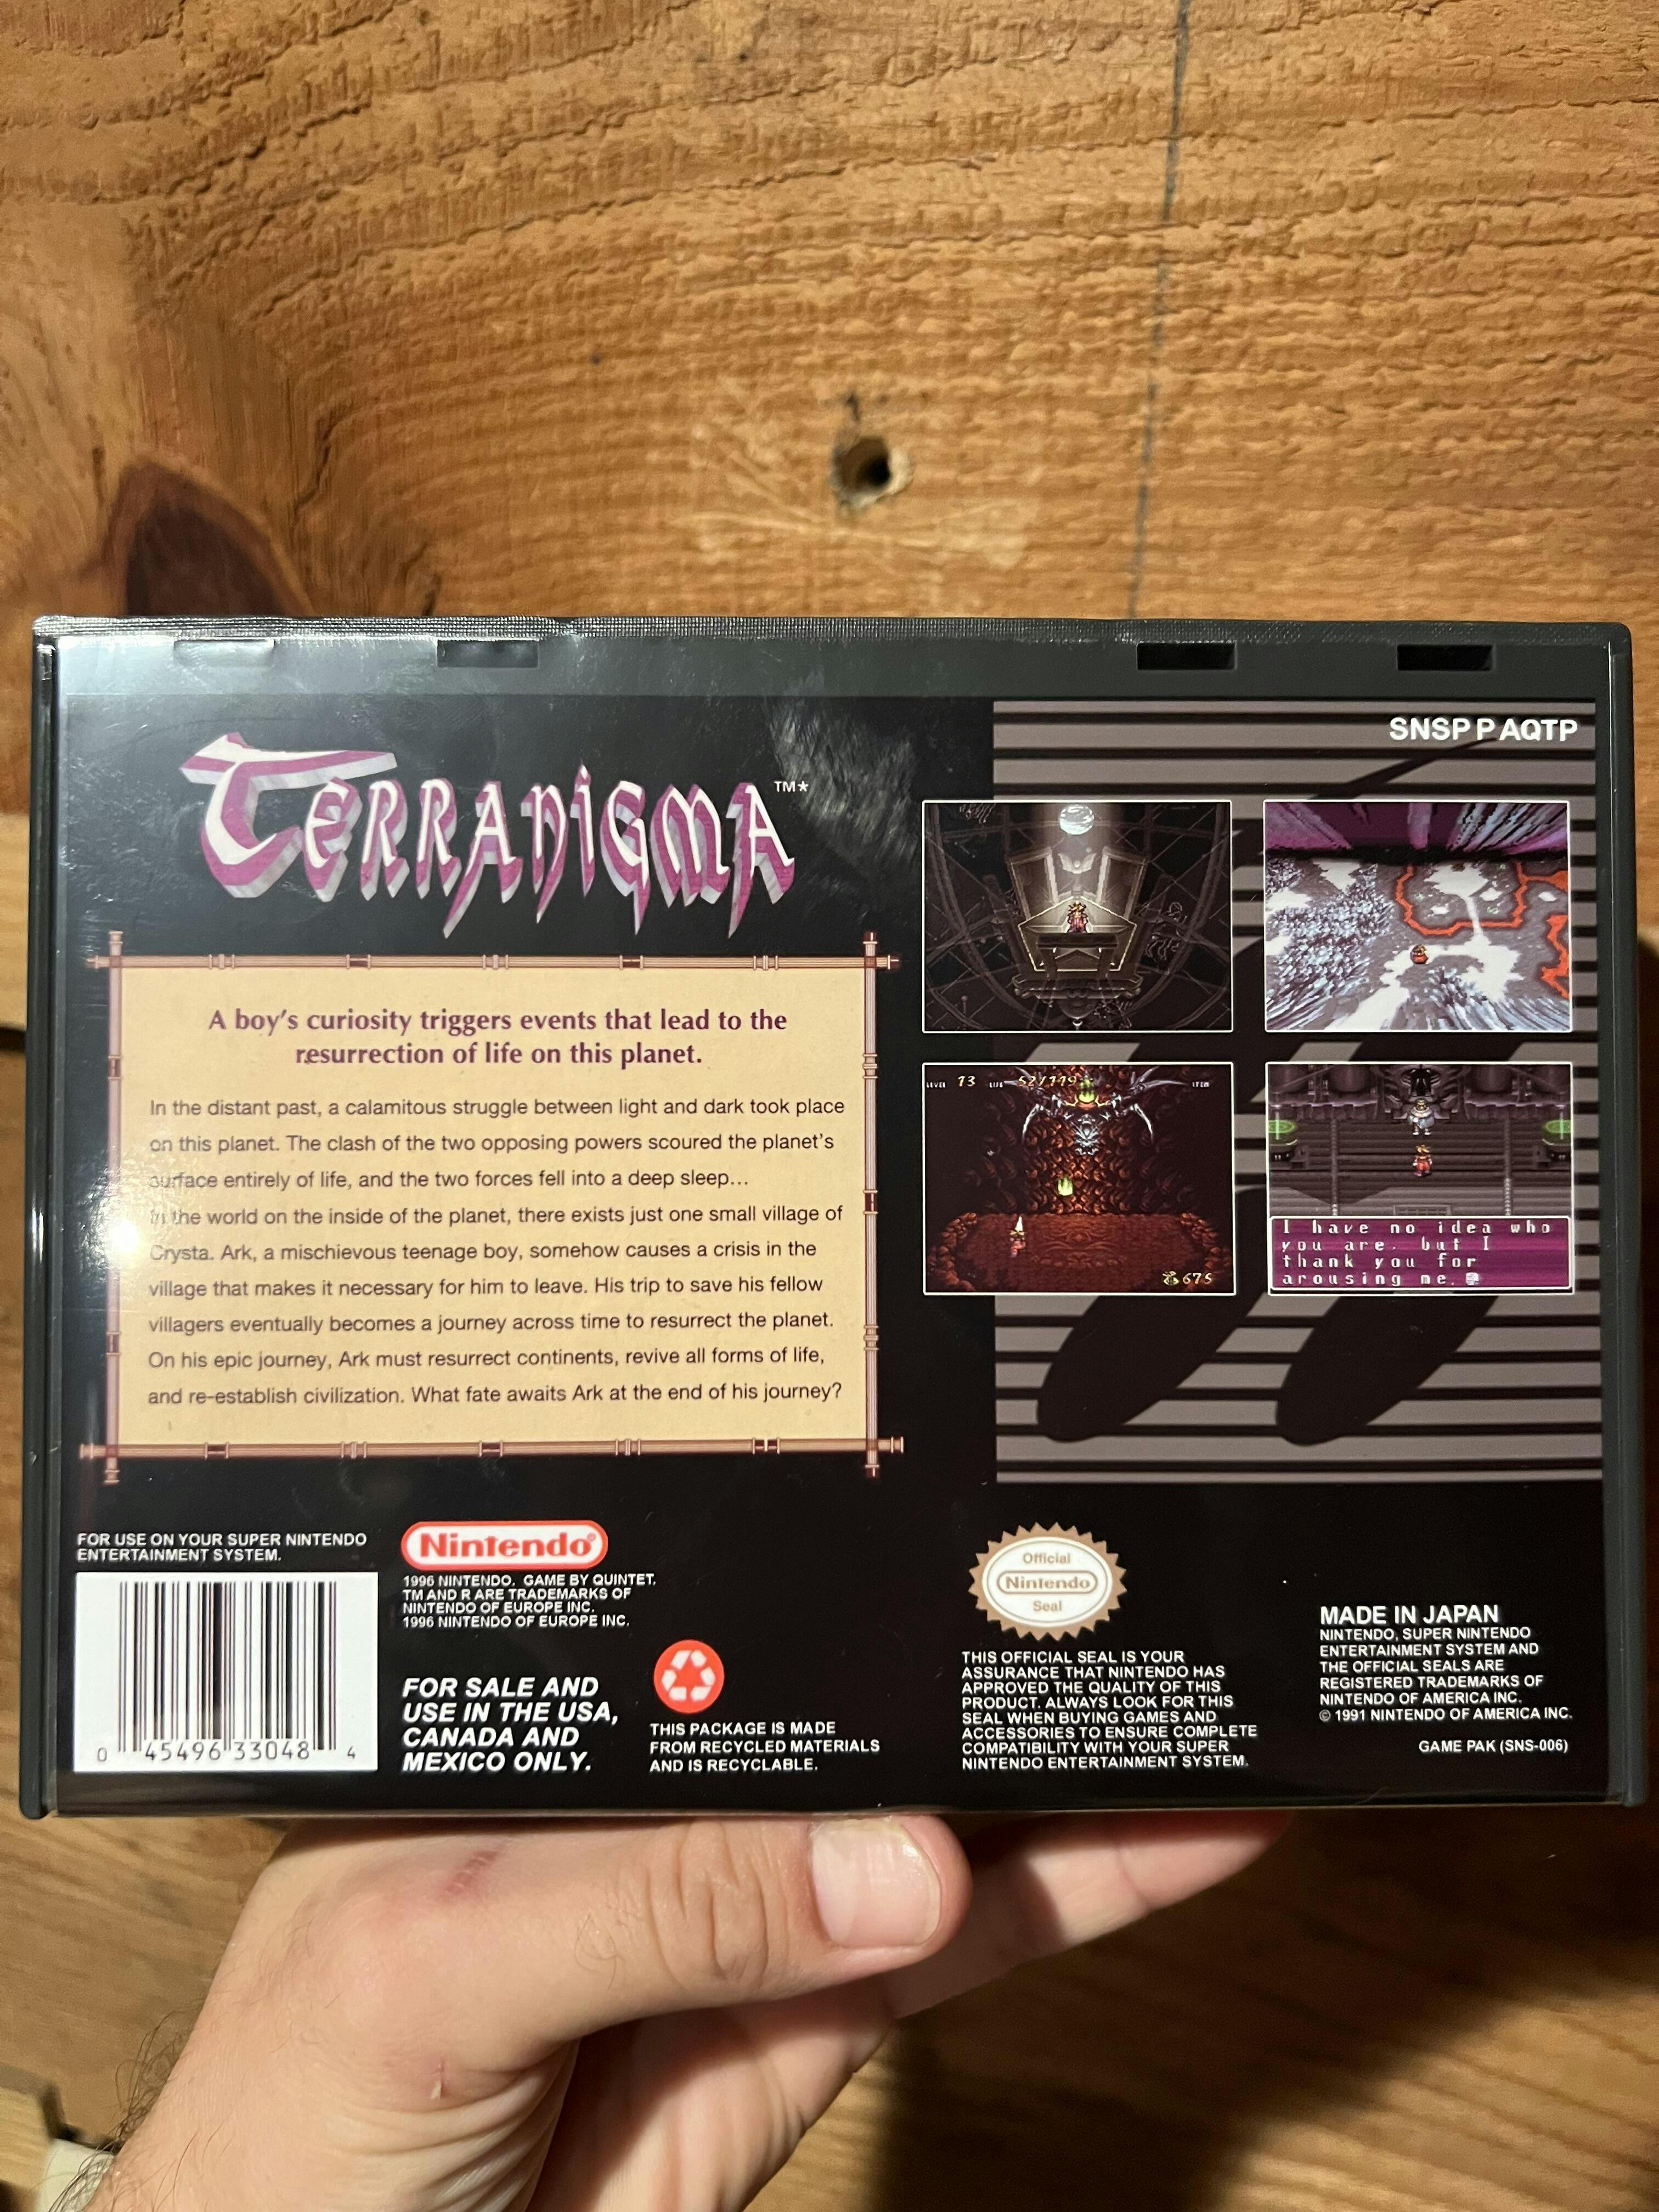 SNSP P AQTP
TERRANIGMA™*
A boy's curiosity triggers events that lead to the
resurrection of life on this planet.
In the distant past, a calamitous struggle between light and dark took place
on this planet. The clash of the two opposing powers scoured the planet's
surface entirely of life, and the two forces fell into a deep sleep...
In the world on the inside of the planet, there exists just one small village of
Crysta. Ark, a mischievous teenage boy, somehow causes a crisis in the
village that makes it necessary for him to leave. His trip to save his fellow
villagers eventually becomes a journey across time to resurrect the planet.
On his epic journey, Ark must resurrect continents, revive all forms of life,
and re-establish civilization. What fate awaits Ark at the end of his journey?
LEVEL 13 LIFE 52/119 ITEM
675
I have no idea who
you are, but I
thank you for
arousing me.
FOR USE ON YOUR SUPER NINTENDO
ENTERTAINMENT SYSTEM.
0 45496 33048 4
Nintendo®
1996 NINTENDO. GAME BY QUINTET.
TM AND R ARE TRADEMARKS OF
NINTENDO OF EUROPE INC.
1996 NINTENDO OF EUROPE INC.
FOR SALE AND
USE IN THE USA,
CANADA AND
MEXICO ONLY.
THIS PACKAGE IS MADE
FROM RECYCLED MATERIALS
AND IS RECYCLABLE.
Official
Nintendo
Seal
THIS OFFICIAL SEAL IS YOUR
ASSURANCE THAT NINTENDO HAS
APPROVED THE QUALITY OF THIS
PRODUCT. ALWAYS LOOK FOR THIS
SEAL WHEN BUYING GAMES AND
ACCESSORIES TO ENSURE COMPLETE
COMPATIBILITY WITH YOUR SUPER
NINTENDO ENTERTAINMENT SYSTEM.
MADE IN JAPAN
NINTENDO, SUPER NINTENDO
ENTERTAINMENT SYSTEM AND
THE OFFICIAL SEALS ARE
REGISTERED TRADEMARKS OF
NINTENDO OF AMERICA INC.
© 1991 NINTENDO OF AMERICA INC.
GAME PAK (SNS-006)